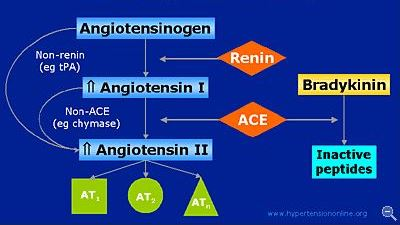 Angiotensinogen
Non-renin
(eg tPA)
Renin
⇑ Angiotensin I
Bradykinin
Non-ACE
(eg chymase)
ACE
⇑ Angiotensin II
Inactive
peptides
AT1
AT2
ATn
www.hypertensiononline.org